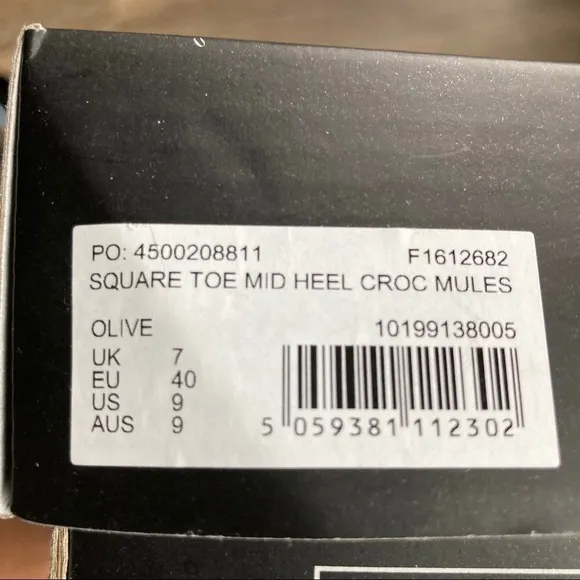 PO: 4500208811 F1612682
SQUARE TOE MID HEEL CROC MULES
OLIVE 10199138005
UK 7
EU 40
US 9
AUS 9
5 059381 112302